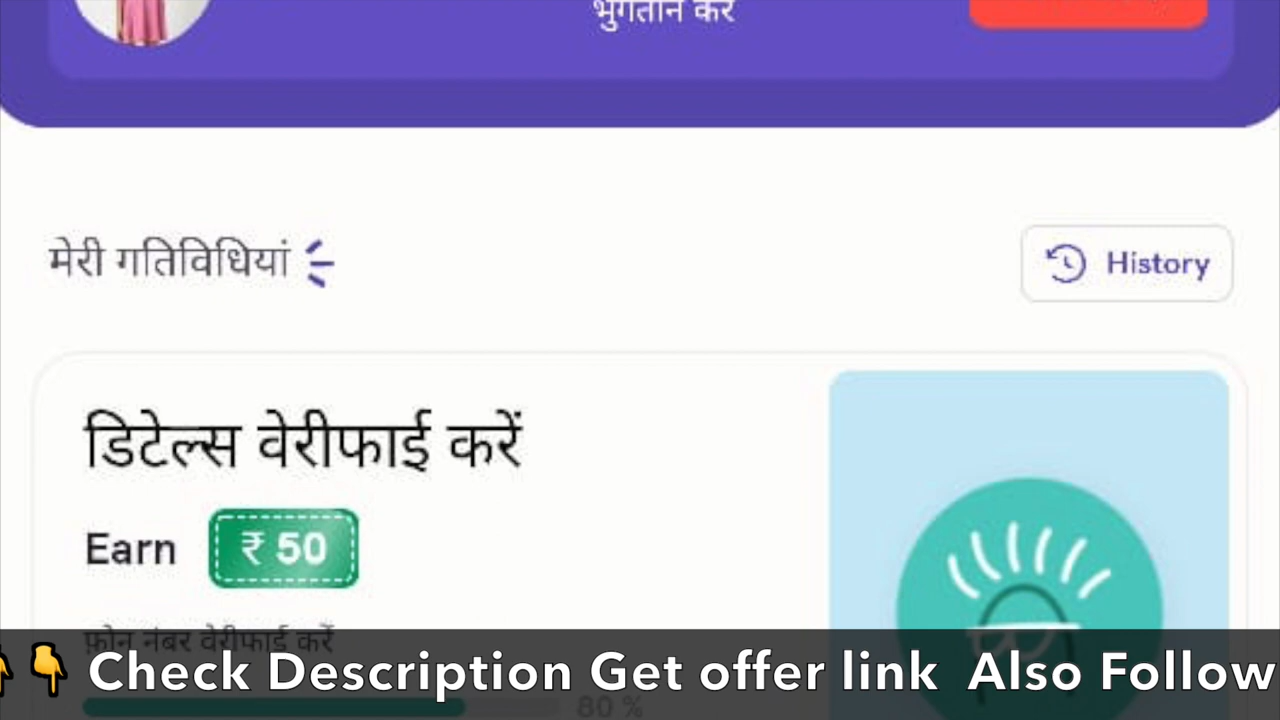 भुगतान करें
मेरी गतिविधियां
History
डिटेल्स वेरीफाई करें
Earn ₹ 50
फ़ोन नंबर वेरीफाई करें
80 %
👇 Check Description Get offer link Also Follow